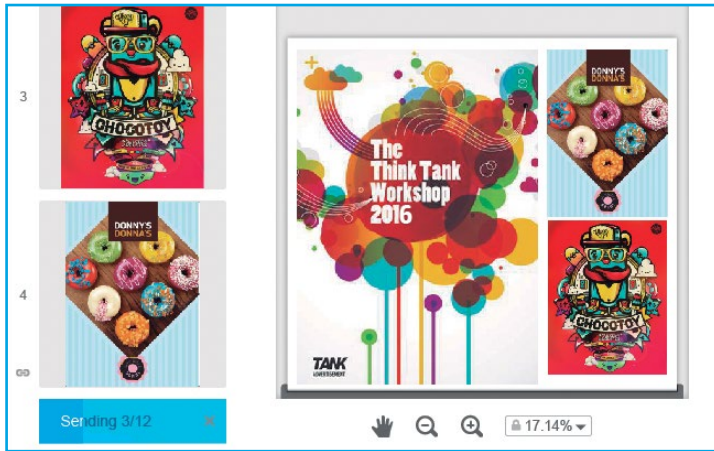 3
CHOCOTOY
4
DONNY'S
DONNA'S
Sending 3/12
The
Think Tank
Workshop
2016
TANK
ADVERTISEMENT
DONNY'S
DONNA'S
CHOCOTOY
17.14%